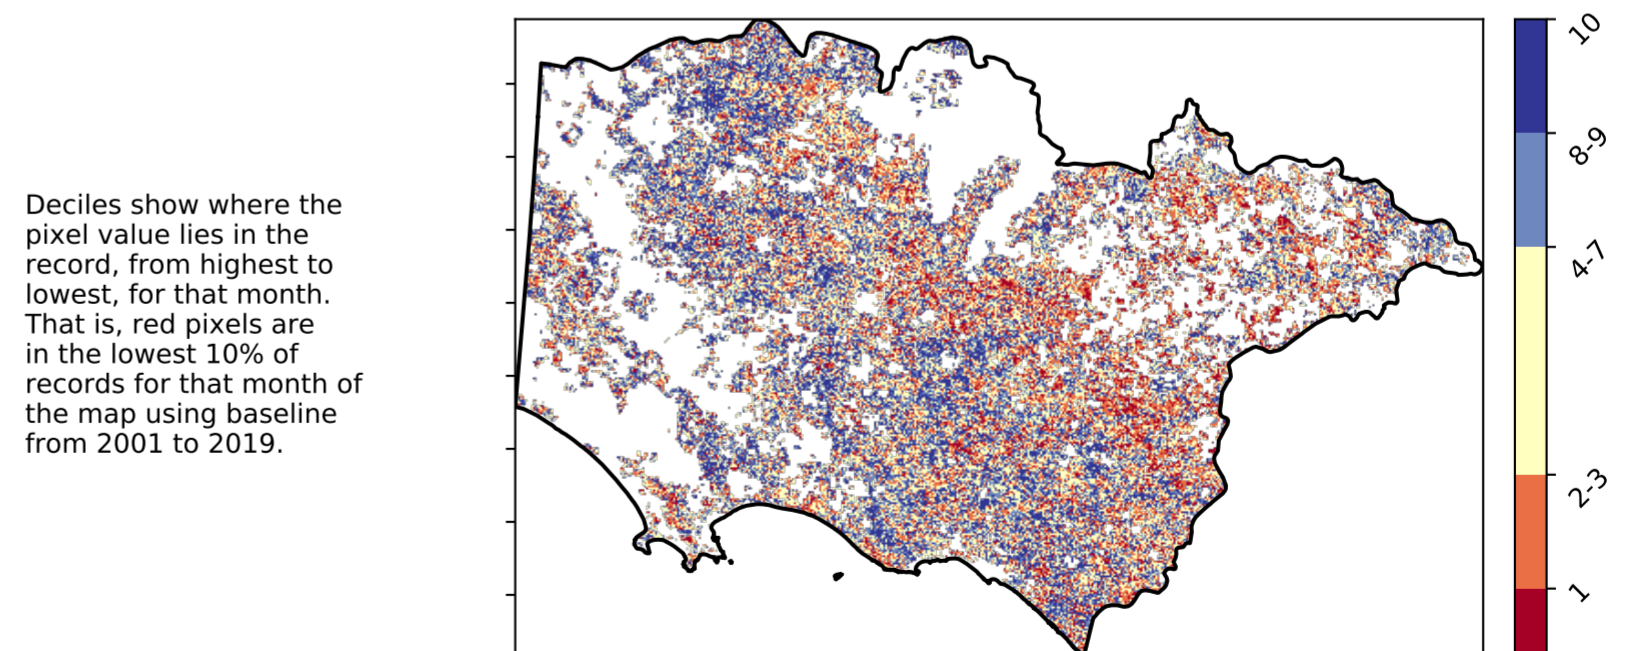 Deciles show where the
pixel value lies in the
record, from highest to
lowest, for that month.
That is, red pixels are
in the lowest 10% of
records for that month of
the map using baseline
from 2001 to 2019.
10
8-9
4-7
2-3
1